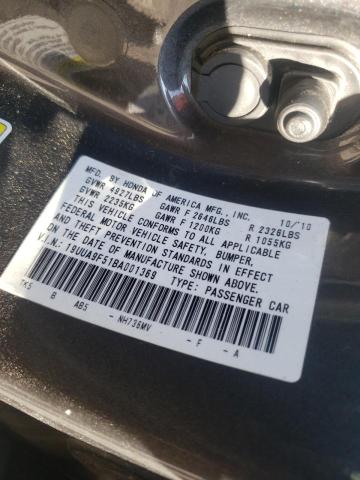 MFD. BY HONDA OF AMERICA MFG., INC. 10/'10
GVWR 4927LBS GAWR F 2646LBS R 2328LBS
GVWR 2235KG GAWR F 1200KG R 1055KG
THIS VEHICLE CONFORMS TO ALL APPLICABLE
FEDERAL MOTOR VEHICLE SAFETY, BUMPER,
AND THEFT PREVENTION STANDARDS IN EFFECT
ON THE DATE OF MANUFACTURE SHOWN ABOVE.
V.I.N.: 19UUA9F51BA001369 TYPE: PASSENGER CAR
TK5 B AB5 - NH736MV - F - A